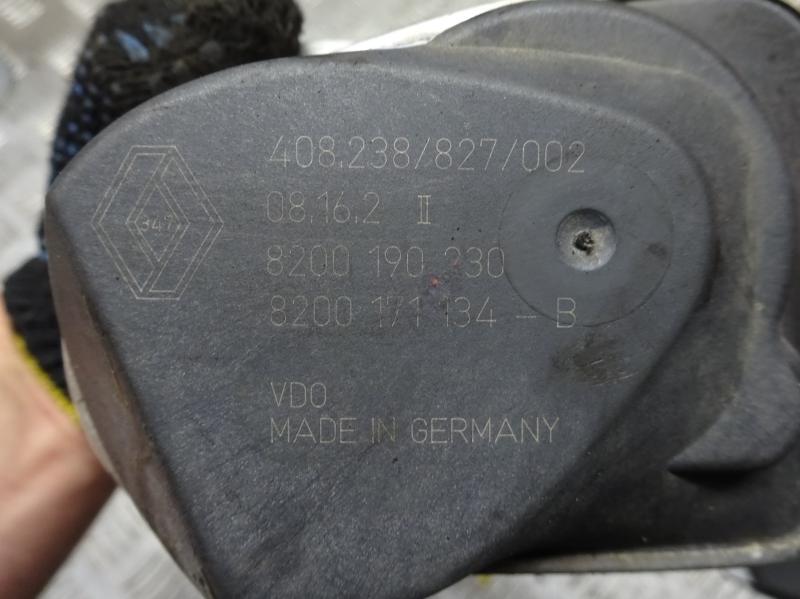 408.238/827/002
08.16.2 II
8200 190 230
8200 171 134 - B
VDO
MADE IN GERMANY